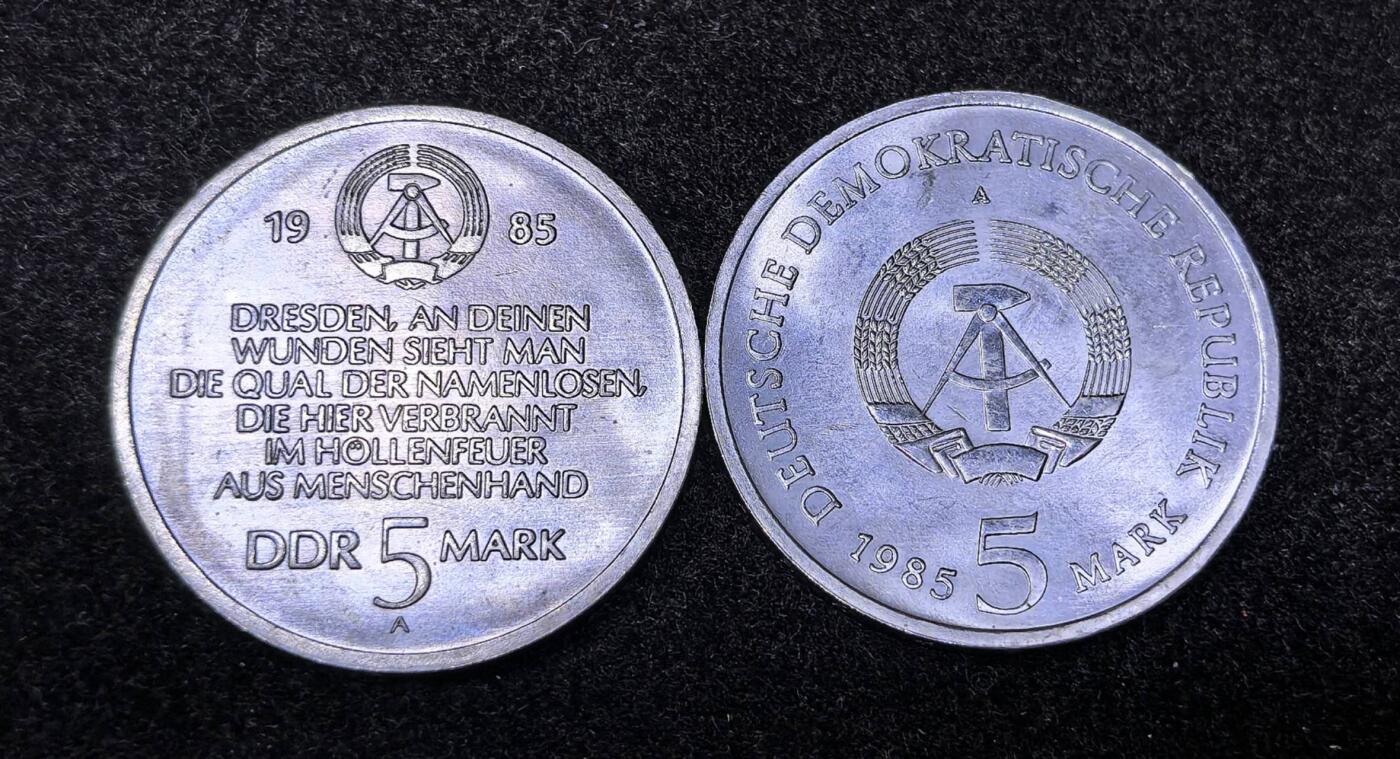 19 85
DRESDEN, AN DEINEN
WUNDEN SIEHT MAN
DIE QUAL DER NAMENLOSEN,
DIE HIER VERBRANNT
IM HÖLLENFEUER
AUS MENSCHENHAND
DDR 5 MARK
A
DEUTSCHE DEMOKRATISCHE REPUBLIK
A
1985 5 MARK